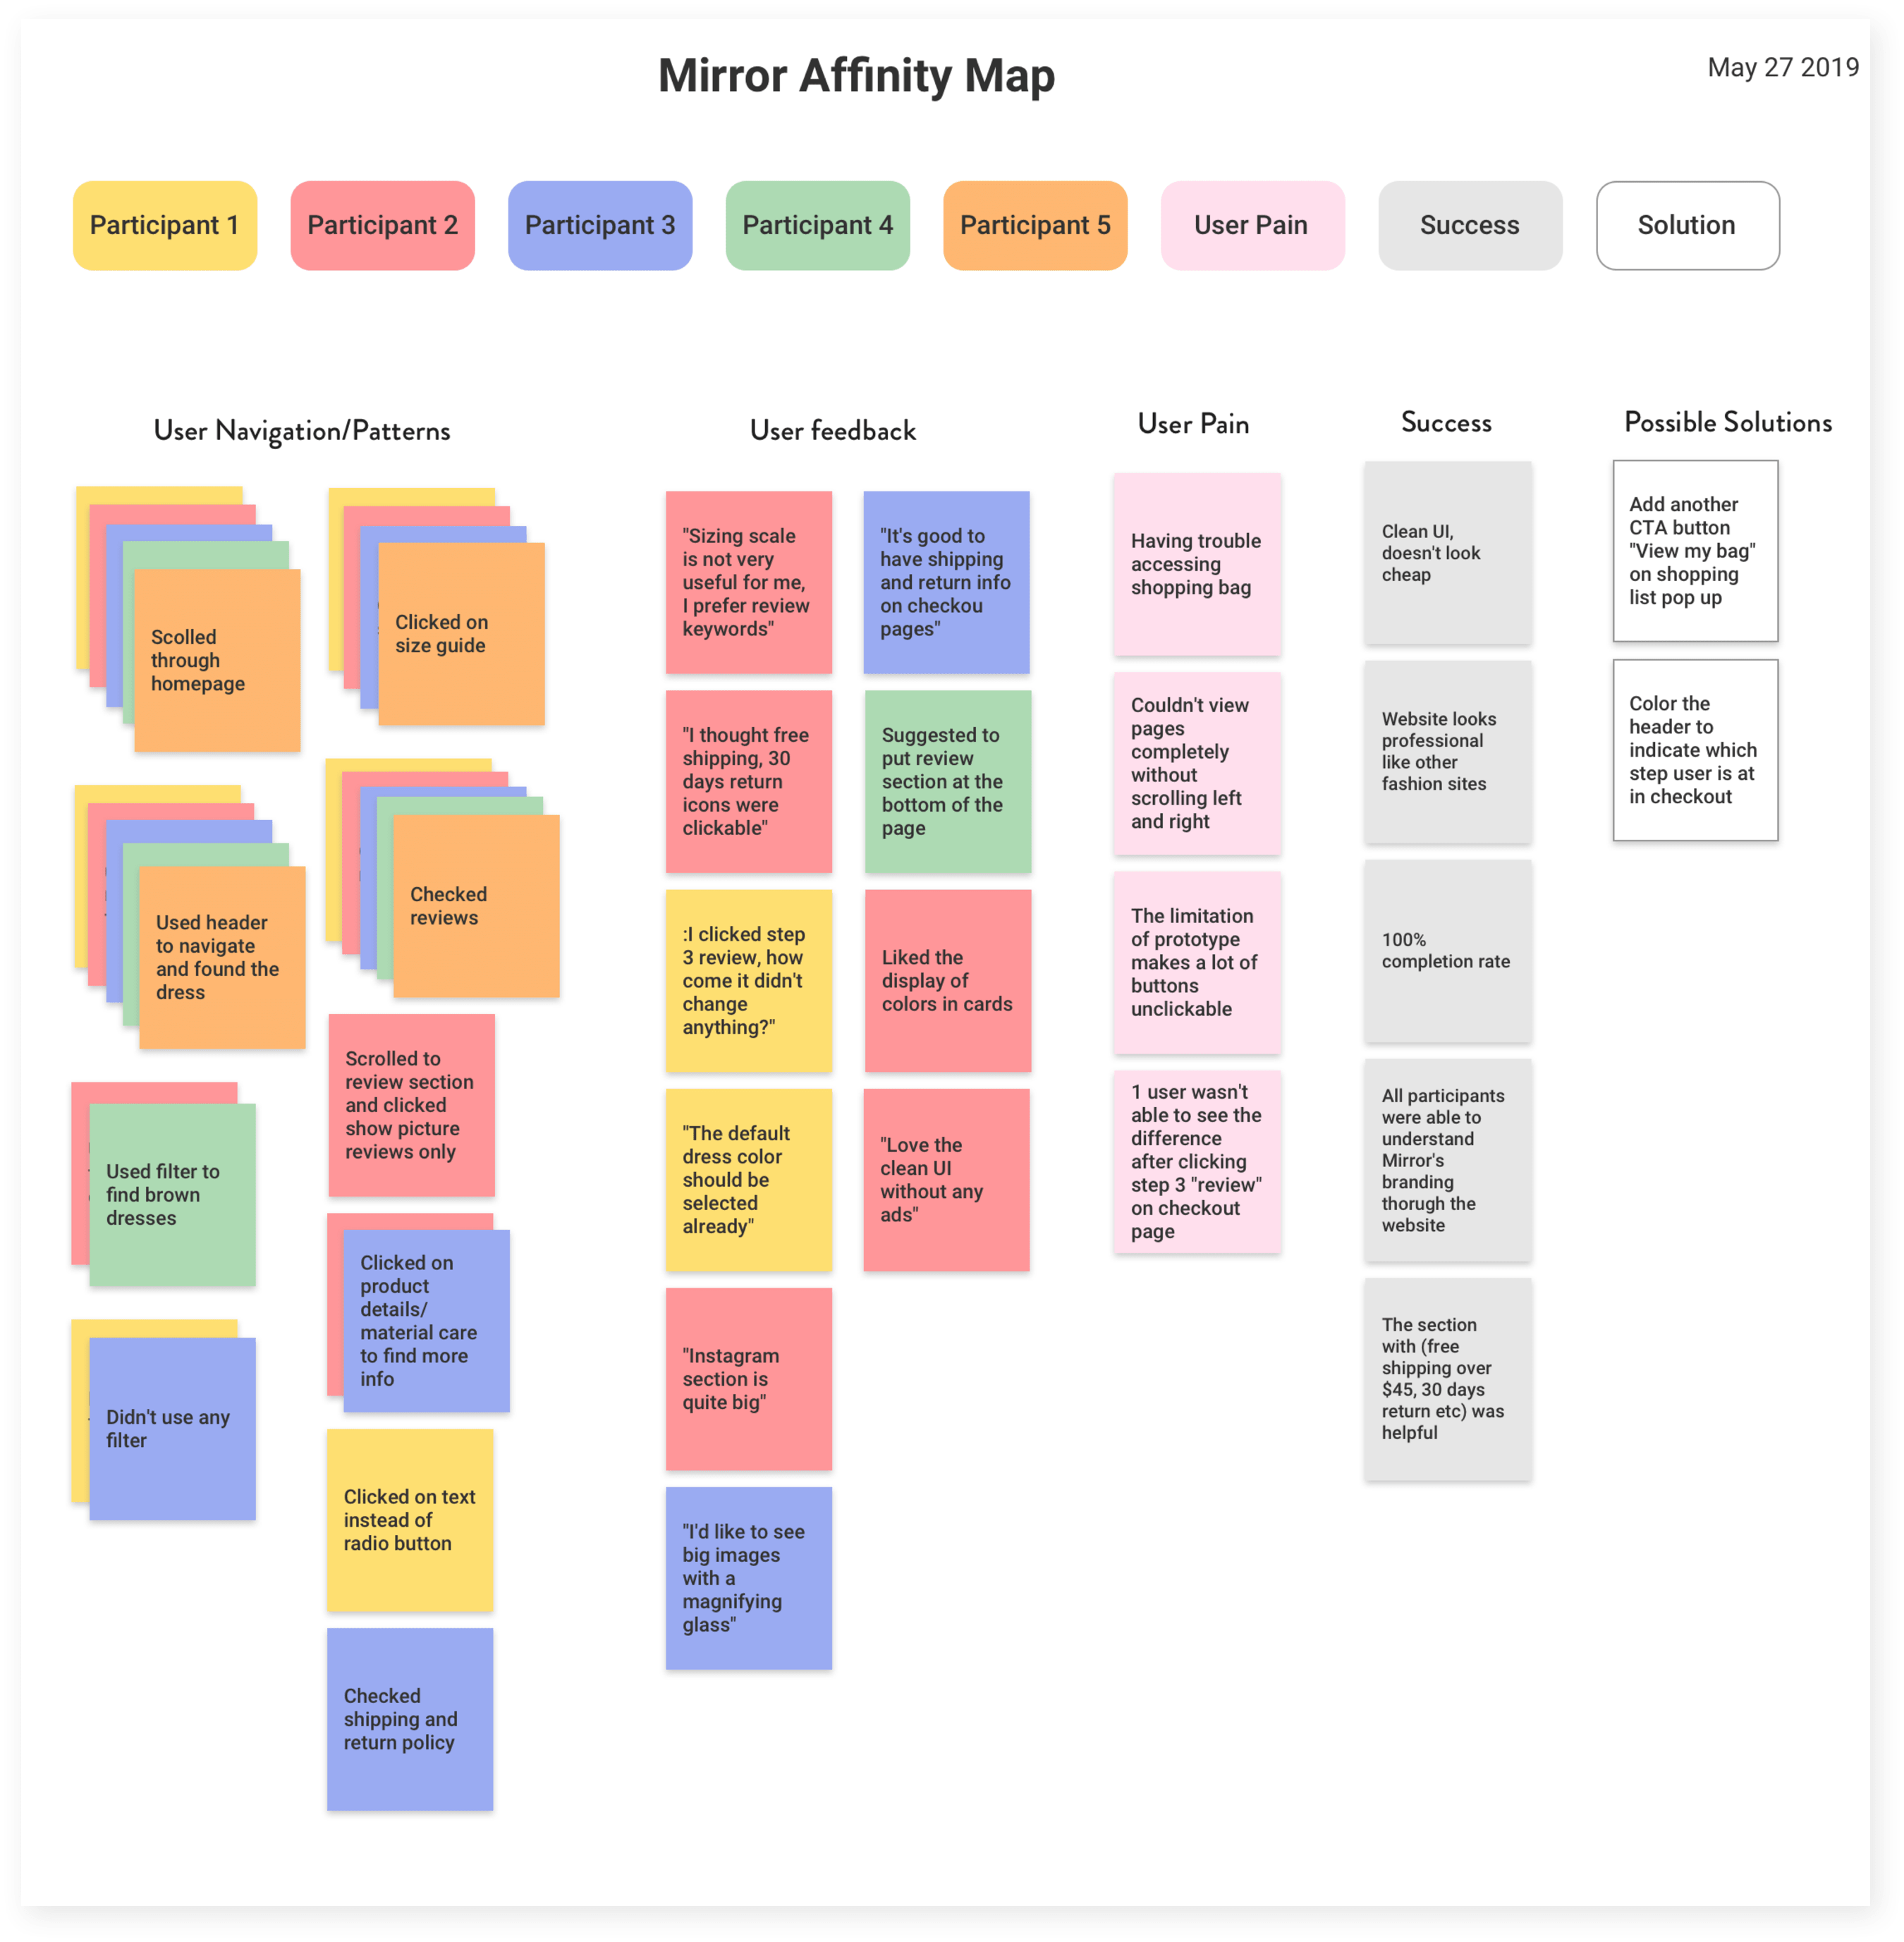 Mirror Affinity Map
May 27 2019
Participant 1
Participant 2
Participant 3
Participant 4
Participant 5
User Pain
Success
Solution
User Navigation/Patterns
Scolled
through
homepage
Clicked on
size guide
Used header
to navigate
and found the
dress
Checked
reviews
Used filter to
find brown
dresses
Scrolled to
review section
and clicked
show picture
reviews only
Didn't use any
filter
Clicked on
product
details/
material care
to find more
info
Clicked on text
instead of
radio button
Checked
shipping and
return policy
User feedback
"Sizing scale
is not very
useful for me,
I prefer review
keywords"
"It's good to
have shipping
and return info
on checkou
pages"
"I thought free
shipping, 30
days return
icons were
clickable"
Suggested to
put review
section at the
bottom of the
page
:I clicked step
3 review, how
come it didn't
change
anything?"
Liked the
display of
colors in cards
"The default
dress color
should be
selected
already"
"Love the
clean UI
without any
ads"
"Instagram
section is
quite big"
"I'd like to see
big images
with a
magnifying
glass"
User Pain
Having trouble
accessing
shopping bag
Couldn't view
pages
completely
without
scrolling left
and right
The limitation
of prototype
makes a lot of
buttons
unclickable
1 user wasn't
able to see the
difference
after clicking
step 3 "review"
on checkout
page
Success
Clean UI,
doesn't look
cheap
Website looks
professional
like other
fashion sites
100%
completion rate
All participants
were able to
understand
Mirror's
branding
thorugh the
website
The section
with (free
shipping over
$45, 30 days
return etc) was
helpful
Possible Solutions
Add another
CTA button
"View my bag"
on shopping
list pop up
Color the
header to
indicate which
step user is at
in checkout